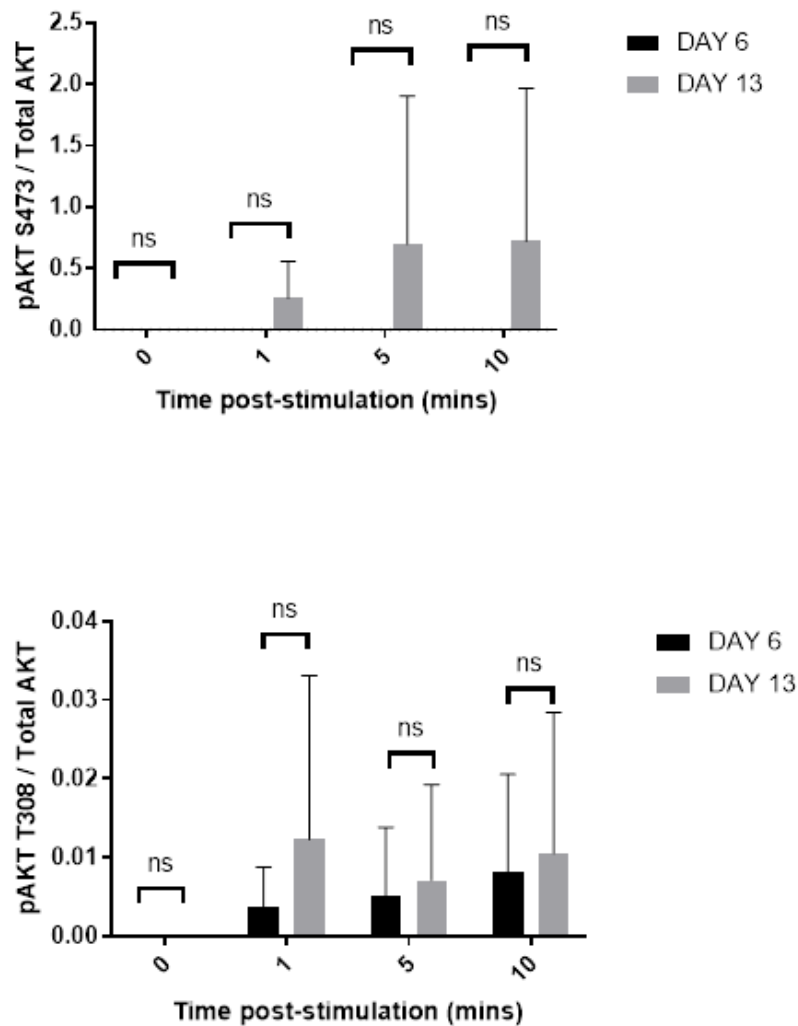 pAKT S473 / Total AKT
2.5
2.0
1.5
1.0
0.5
0.0
ns
ns
ns
ns
0
1
5
10
Time post-stimulation (mins)
DAY 6
DAY 13
pAKT T308 / Total AKT
0.04
0.03
0.02
0.01
0.00
ns
ns
ns
ns
0
1
5
10
Time post-stimulation (mins)
DAY 6
DAY 13